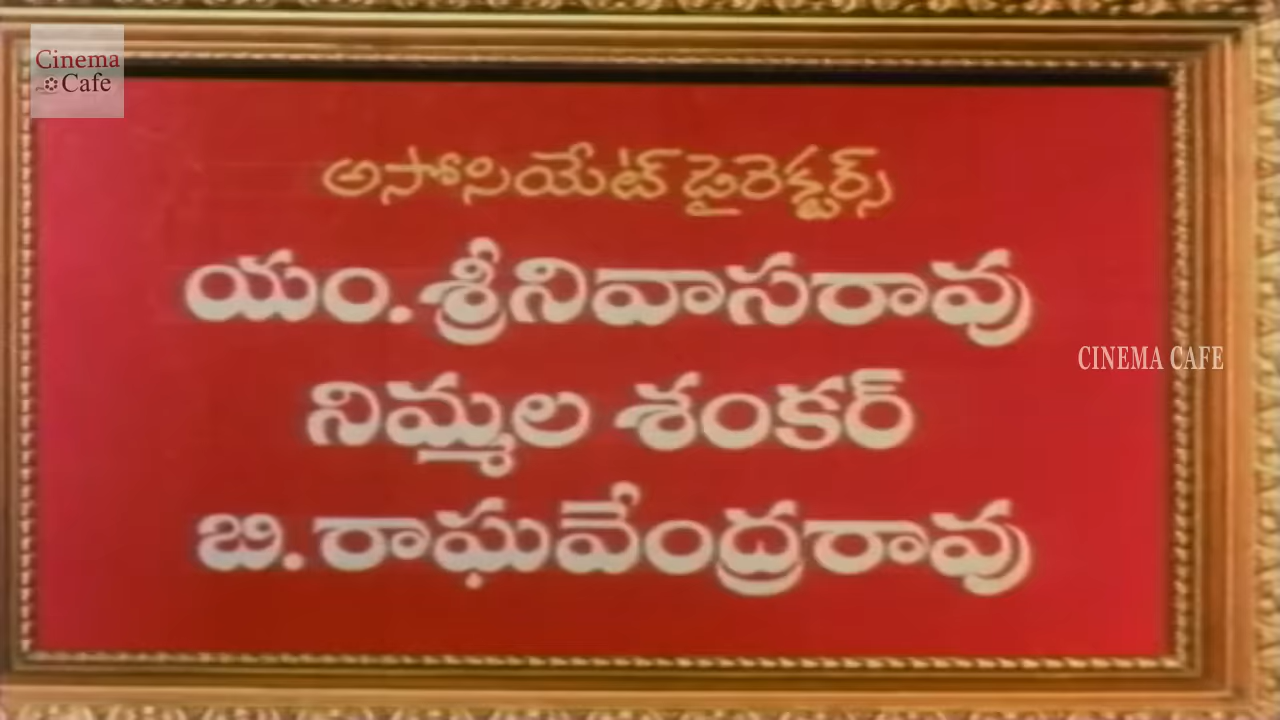 Cinema
Cafe
అసోసియేట్ డైరెక్టర్స్
యం. శ్రీనివాసరావు
CINEMA CAFE
నిమ్మల శంకర్
బి. రాఘవేంద్రరావు